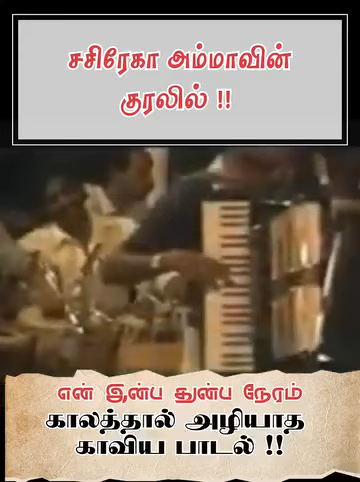 சசிரேகா அம்மாவின்
குரலில் !!
என் இன்ப துன்ப நேரம்
காலத்தால் அழியாத
காவிய பாடல் !!